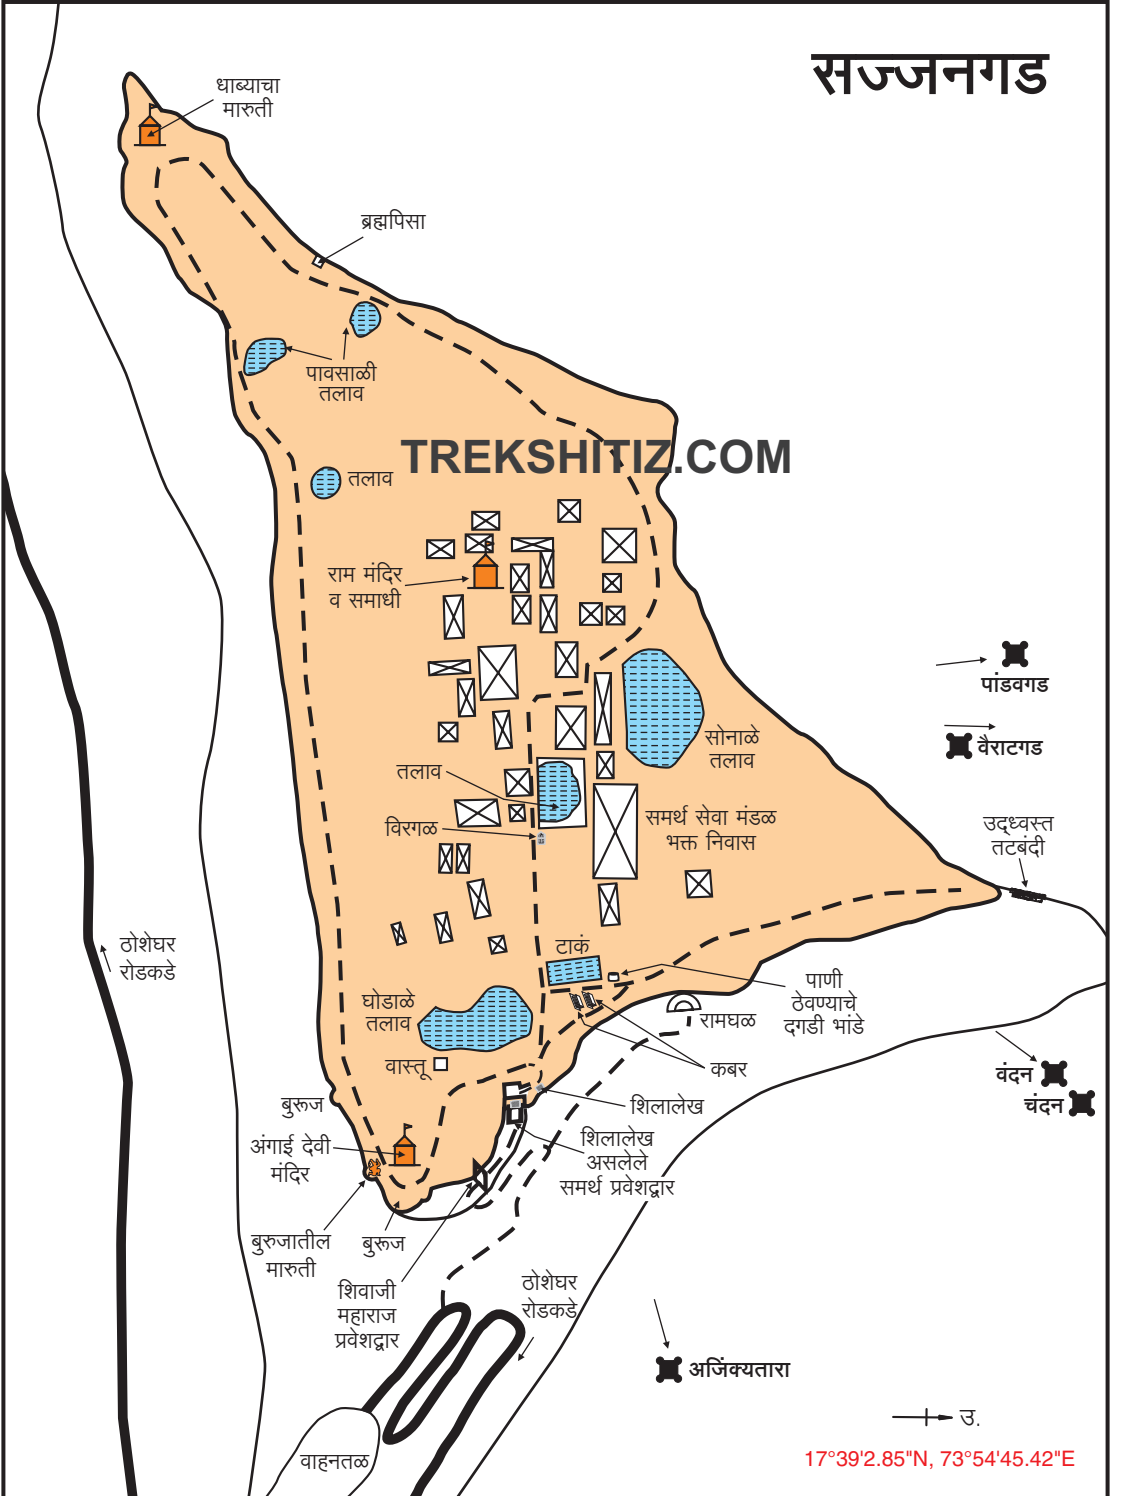 सज्जनगड
धाब्याचा
मारुती
ब्रह्मपिसा
पावसाळी
तलाव
TREKSHITIZ.COM
तलाव
राम मंदिर
व समाधी
पांडवगड
वैराटगड
सोनाळे
तलाव
तलाव
विरगळ
समर्थ सेवा मंडळ
भक्त निवास
उद्ध्वस्त
तटबंदी
ठोशेघर
रोडकडे
टाकं
पाणी
ठेवण्याचे
दगडी भांडे
घोडाळे
तलाव
रामघळ
वास्तू
कबर
वंदन
चंदन
बुरूज
शिलालेख
अंगाई देवी
मंदिर
शिलालेख
असलेले
समर्थ प्रवेशद्वार
बुरुजातील
मारुती
बुरूज
शिवाजी
महाराज
प्रवेशद्वार
ठोशेघर
रोडकडे
अजिंक्यतारा
उ.
वाहनतळ
17°39'2.85"N, 73°54'45.42"E